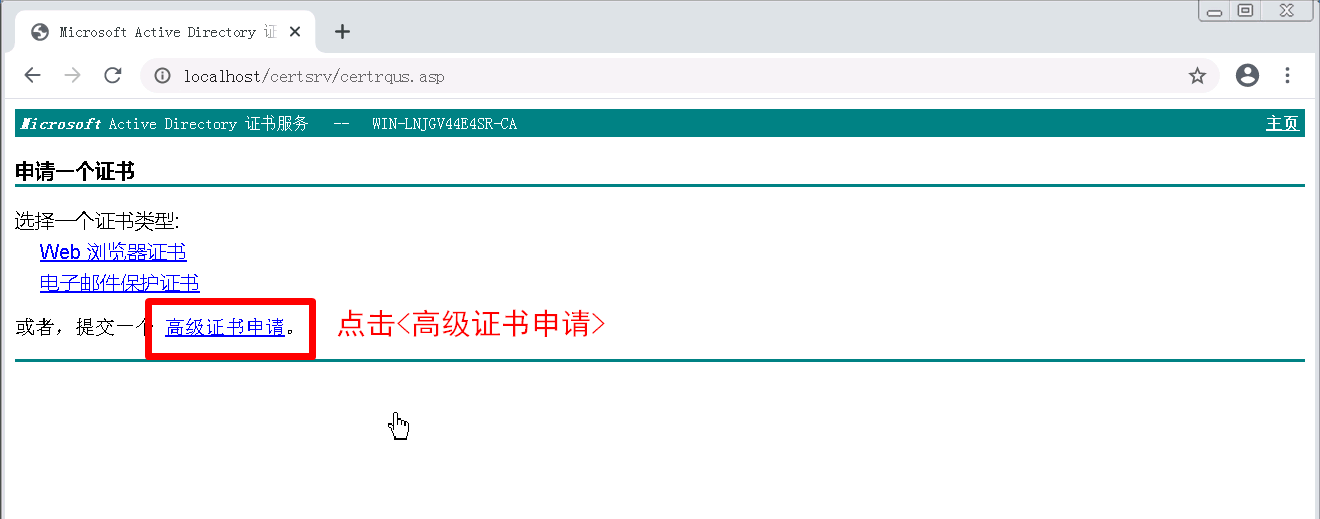 Microsoft Active Directory 证
localhost/certsrv/certrqus.asp
Microsoft Active Directory 证书服务 -- WIN-LNJGV44E4SR-CA 主页
申请一个证书
选择一个证书类型:
Web 浏览器证书
电子邮件保护证书
或者，提交一个 高级证书申请。 点击<高级证书申请>